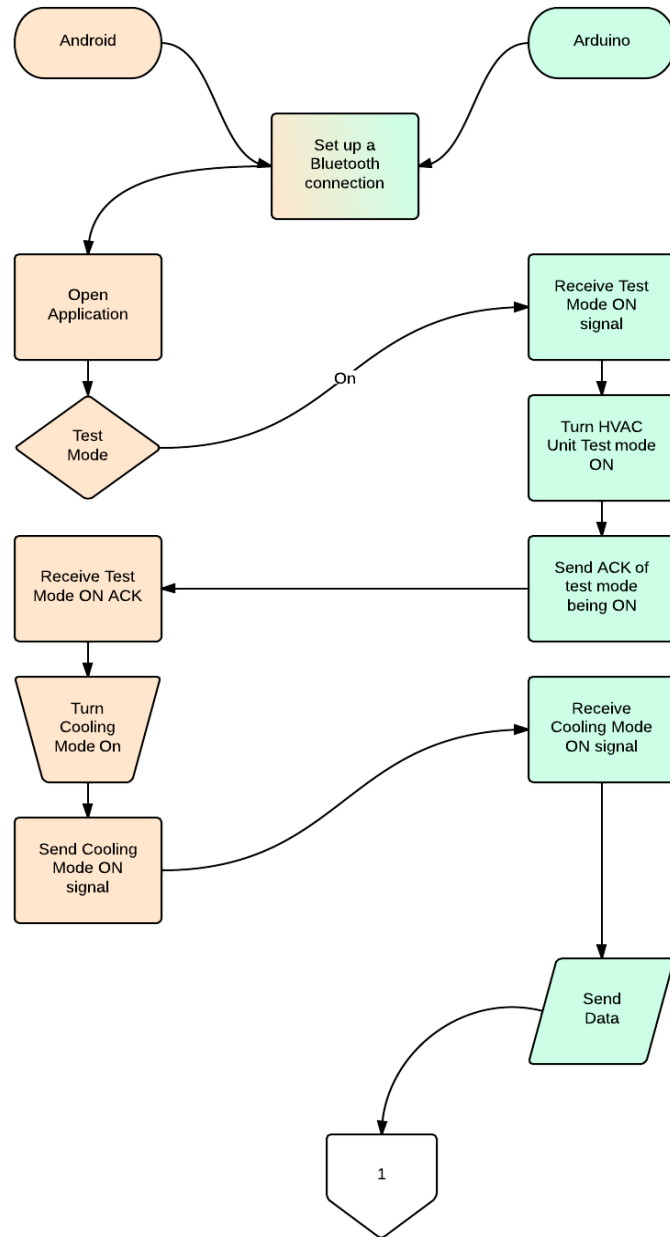 Android
Arduino
Set up a
Bluetooth
connection
Open
Application
Receive Test
Mode ON
signal
On
Test
Mode
Turn HVAC
Unit Test mode
ON
Receive Test
Mode ON ACK
Send ACK of
test mode
being ON
Turn
Cooling
Mode On
Receive
Cooling Mode
ON signal
Send Cooling
Mode ON
signal
Send
Data
1